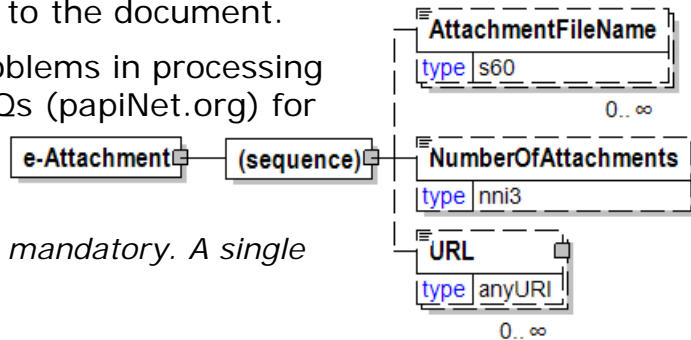 to the document.
AttachmentFileName
type s60
oblems in processing
Qs (papiNet.org) for
0.. ∞
e-Attachment (sequence) NumberOfAttachments
type nni3
mandatory. A single
URL
type anyURI
0.. ∞